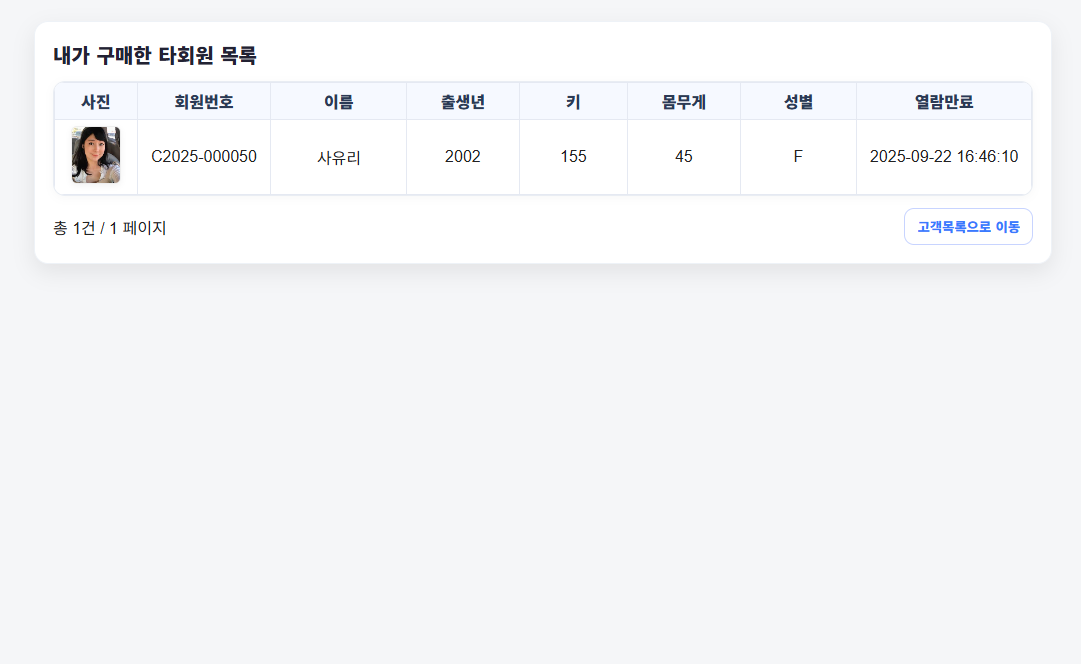 내가 구매한 타회원 목록
사진 회원번호 이름 출생년 키 몸무게 성별 열람만료
C2025-000050 사유리 2002 155 45 F 2025-09-22 16:46:10
총 1건 / 1 페이지 고객목록으로 이동